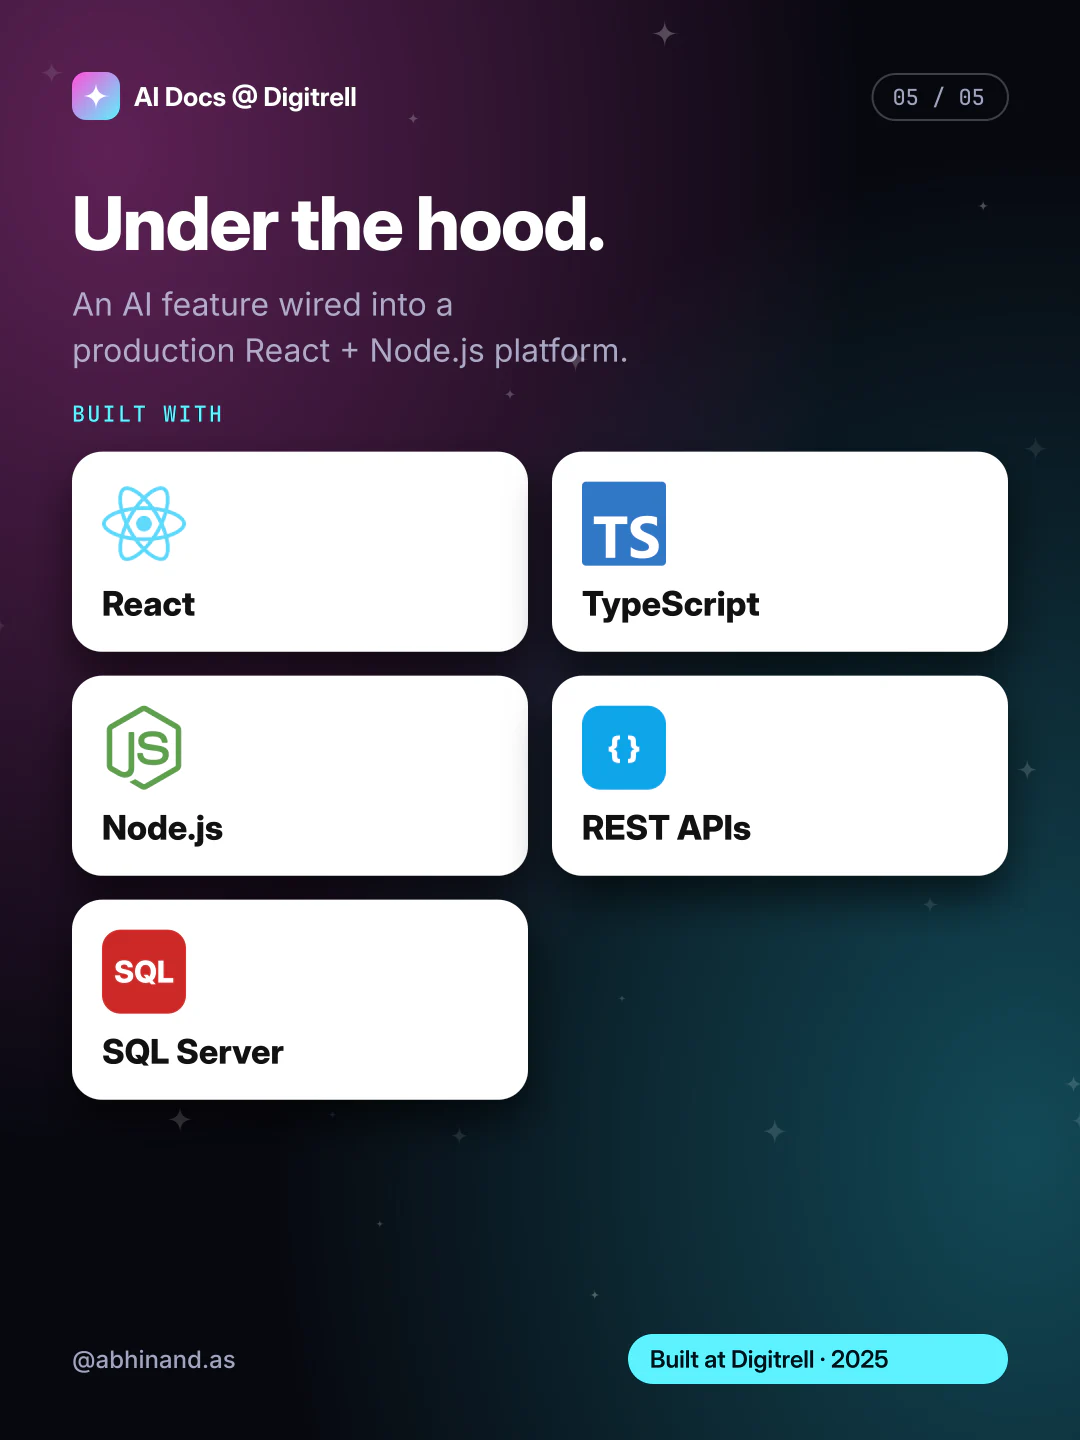 AI Docs @ Digitrell
05 / 05
Under the hood.
An AI feature wired into a
production React + Node.js platform.
BUILT WITH
React
TS
TypeScript
JS
Node.js
{}
REST APIs
SQL
SQL Server
@abhinand.as
Built at Digitrell · 2025